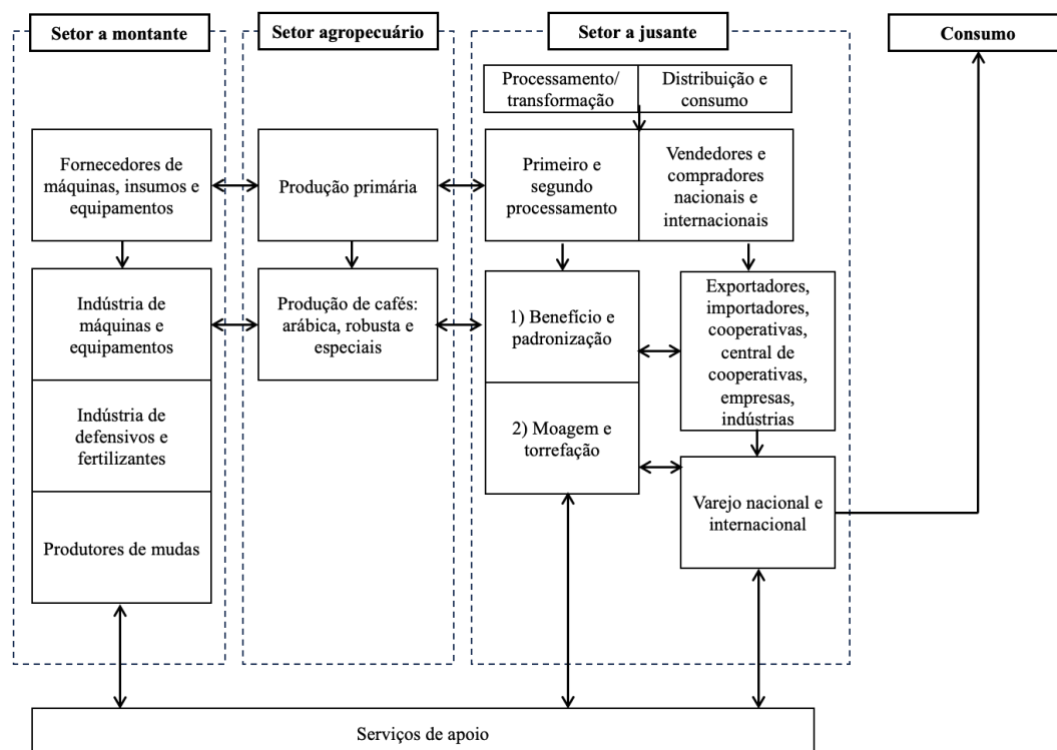 Setor a montante
Setor agropecuário
Setor a jusante
Consumo
Processamento/
transformação
Distribuição e
consumo
Fornecedores de
máquinas, insumos e
equipamentos
Produção primária
Primeiro e
segundo
processamento
Vendedores e
compradores
nacionais e
internacionais
Indústria de
máquinas e
equipamentos
Produção de cafés:
arábica, robusta e
especiais
1) Benefício e
padronização
Exportadores,
importadores,
cooperativas,
central de
cooperativas,
empresas,
indústrias
Indústria de
defensivos e
fertilizantes
2) Moagem e
torrefação
Varejo nacional e
internacional
Produtores de mudas
Serviços de apoio